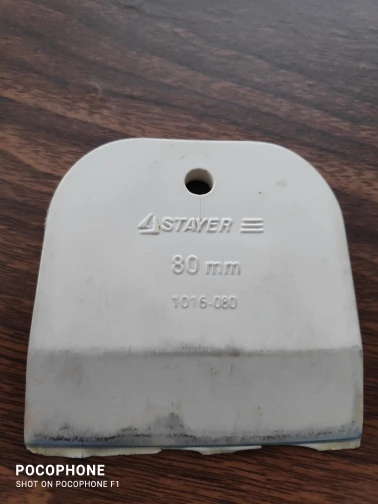 STAYER
80 mm
1016-080
POCOPHONE
SHOT ON POCOPHONE F1